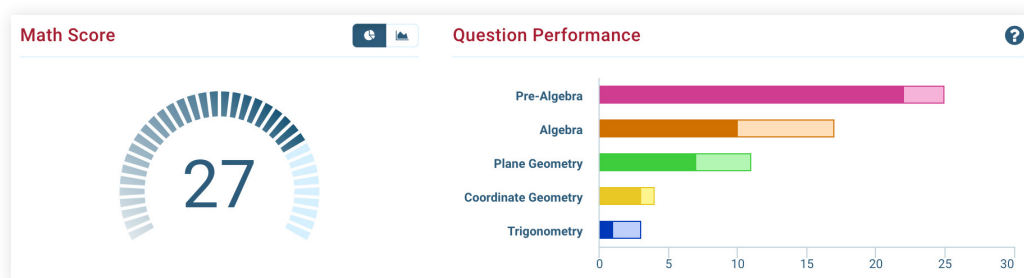 Math Score
27
Question Performance
?
Pre-Algebra
Algebra
Plane Geometry
Coordinate Geometry
Trigonometry
0 5 10 15 20 25 30